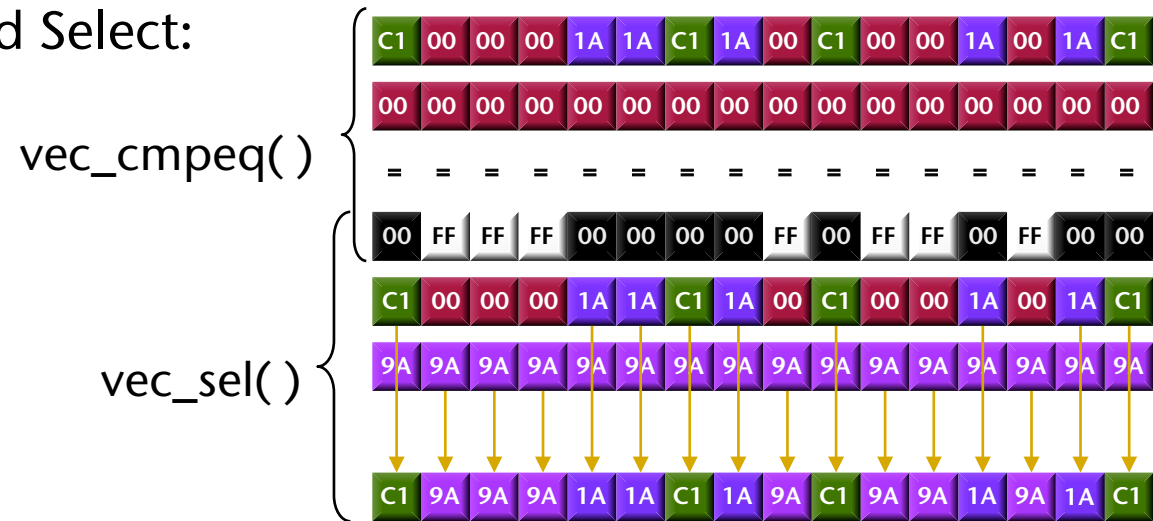 d Select:
C1 00 00 00 1A 1A C1 1A 00 C1 00 00 1A 00 1A C1
00 00 00 00 00 00 00 00 00 00 00 00 00 00 00 00
vec_cmpeq( )
= = = = = = = = = = = = = = = =
00 FF FF FF 00 00 00 00 FF 00 FF FF 00 FF 00 00
C1 00 00 00 1A 1A C1 1A 00 C1 00 00 1A 00 1A C1
9A 9A 9A 9A 9A 9A 9A 9A 9A 9A 9A 9A 9A 9A 9A 9A
vec_sel( )
C1 9A 9A 9A 1A 1A C1 1A 9A C1 9A 9A 1A 9A 1A C1